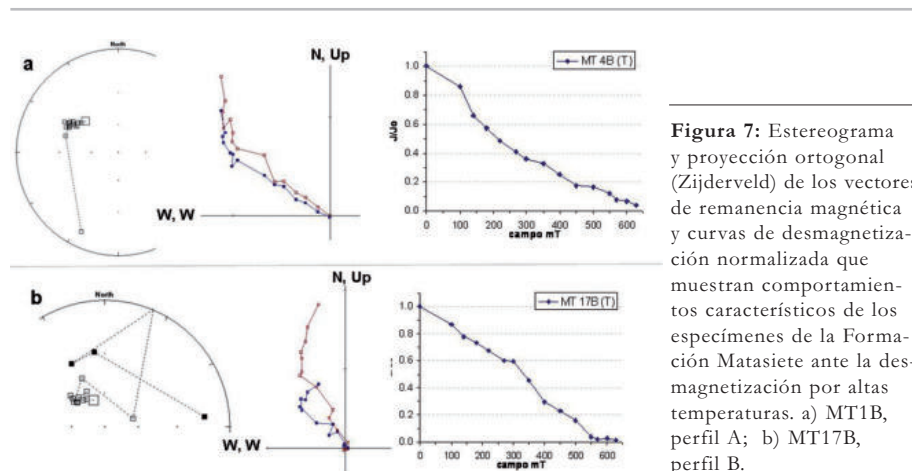 North
a
N, Up
W, W
MT 4B (T)
J/Jo
1.0
0.8
0.6
0.4
0.2
0.0
0 100 200 300 400 500 600
campo mT
North
b
N, Up
W, W
MT 17B (T)
1.0
0.8
0.6
0.4
0.2
0.0
0 100 200 300 400 500 600
campo mT
Figura 7: Estereograma
y proyección ortogonal
(Zijderveld) de los vectores
de remanencia magnética
y curvas de desmagnetiza-
ción normalizada que
muestran comportamien-
tos característicos de los
especímenes de la Forma-
ción Matasiete ante la des-
magnetización por altas
temperaturas. a) MT1B,
perfil A; b) MT17B,
perfil B.